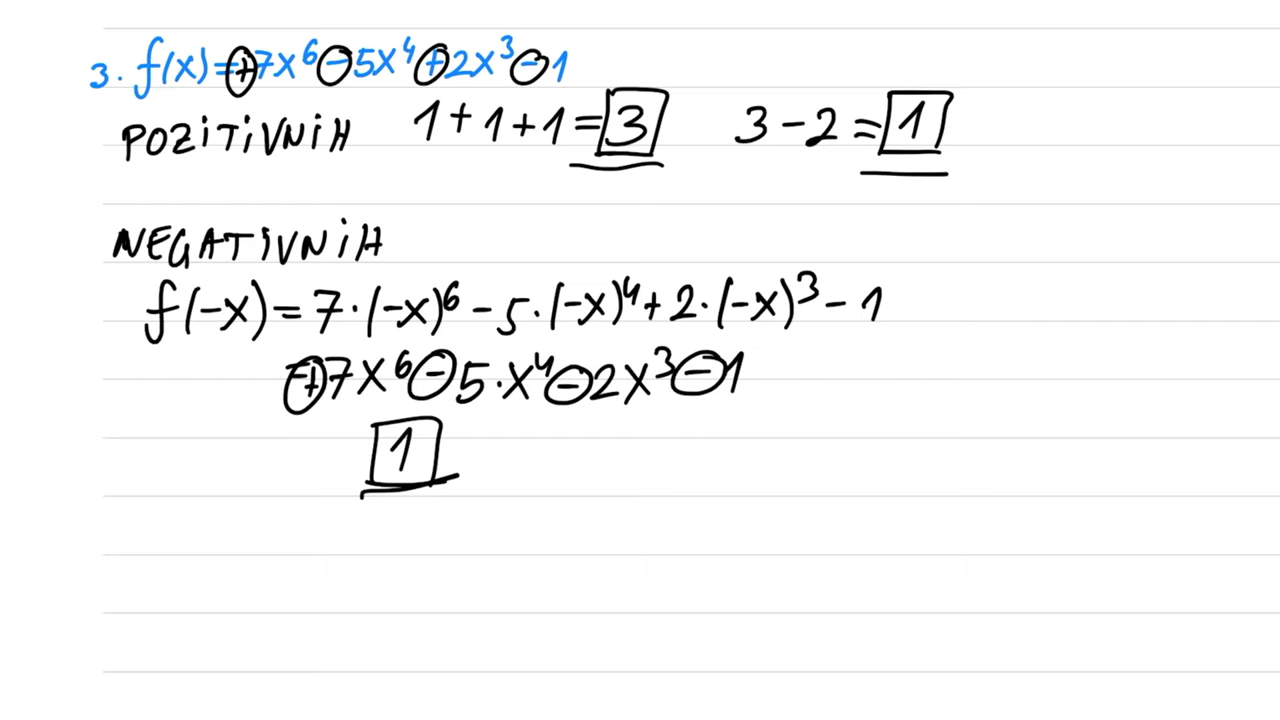 3. f(x)=+7x⁶-5x⁴+2x³-1
POZITIVNIH 1+1+1=3 3-2=1
NEGATIVNIH
f(-x)=7·(-x)⁶-5·(-x)⁴+2·(-x)³-1
+7x⁶-5·x⁴-2x³-1
1